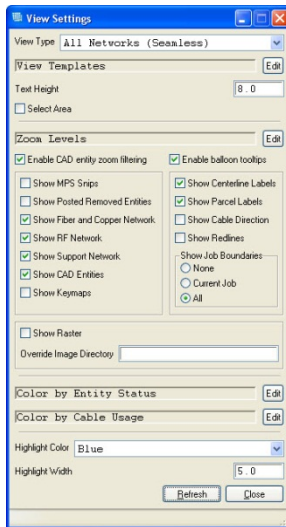 View Settings
View Type All Networks (Seamless)
View Templates Edit
Text Height 8.0
Select Area
Zoom Levels Edit
Enable CAD entity zoom filtering Enable balloon tooltips
Show MPS Snips
Show Posted Removed Entities
Show Fiber and Copper Network
Show RF Network
Show Support Network
Show CAD Entities
Show Keymaps
Show Centerline Labels
Show Parcel Labels
Show Cable Direction
Show Redlines
Show Job Boundaries
None
Current Job
All
Show Raster
Override Image Directory
Color by Entity Status Edit
Color by Cable Usage Edit
Highlight Color Blue
Highlight Width 5.0
Refresh Close